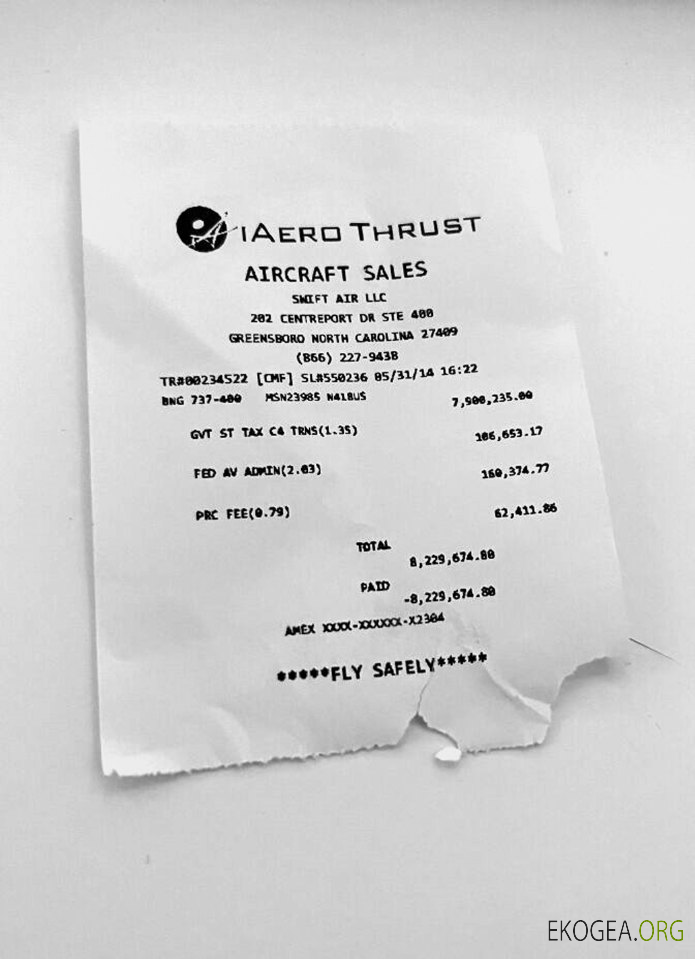 IAERO THRUST
AIRCRAFT SALES
SWIFT AIR LLC
202 CENTREPORT DR STE 400
GREENSBORO NORTH CAROLINA 27409
(866) 227-9438
TR#00234522 [CMF] SL#550236 05/31/14 16:22
BNG 737-400 MSN23985 N418US 7,900,235.00
GVT ST TAX C4 TRNS(1.35) 106,653.17
FED AV ADMIN(2.03) 160,374.77
PRC FEE(0.79) 62,411.86
TOTAL
8,229,674.80
PAID
-8,229,674.80
AMEX XXXX-XXXXXX-X2304
*****FLY SAFELY*****
EKOGEA.ORG